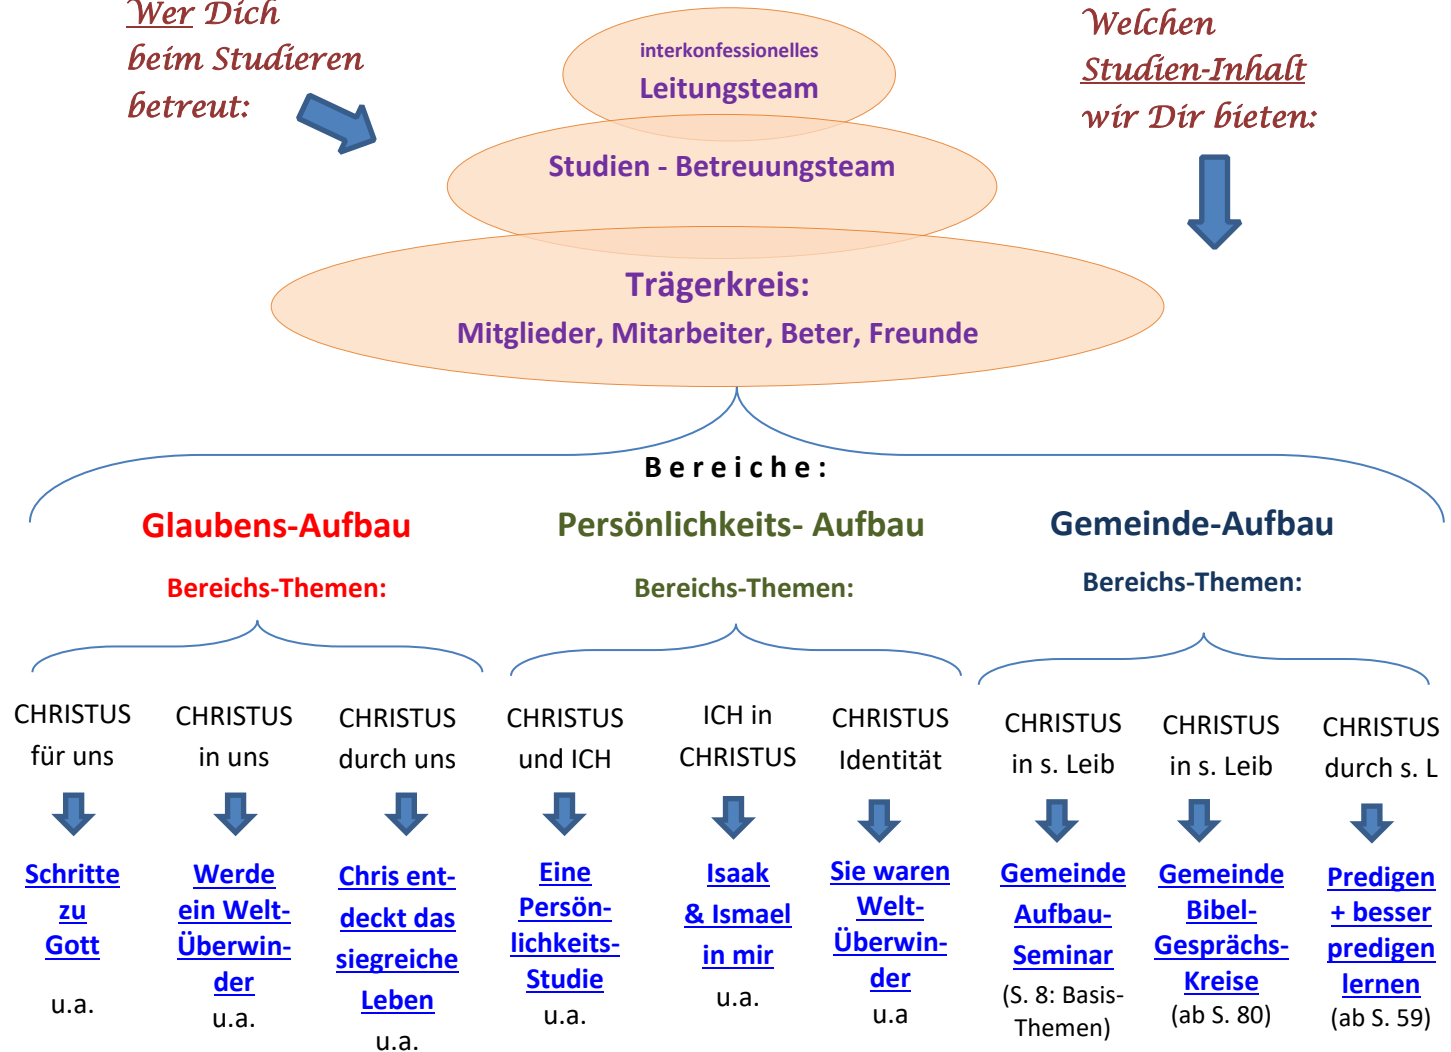 Wer Dich
beim Studieren
betreut:
interkonfessionelles
Leitungsteam
Welchen
Studien-Inhalt
wir Dir bieten:
Studien - Betreuungsteam
Trägerkreis:
Mitglieder, Mitarbeiter, Beter, Freunde
Bereiche:
Glaubens-Aufbau
Bereichs-Themen:
Persönlichkeits- Aufbau
Bereichs-Themen:
Gemeinde-Aufbau
Bereichs-Themen:
CHRISTUS
für uns
Schritte
zu
Gott
u.a.
CHRISTUS
in uns
Werde
ein Welt-
Überwin-
der
u.a.
CHRISTUS
durch uns
Chris ent-
deckt das
siegreiche
Leben
u.a.
CHRISTUS
und ICH
Eine
Persön-
lichkeits-
Studie
u.a.
ICH in
CHRISTUS
Isaak
& Ismael
in mir
u.a.
CHRISTUS
Identität
Sie waren
Welt-
Überwin-
der
u.a
CHRISTUS
in s. Leib
Gemeinde
Aufbau-
Seminar
(S. 8: Basis-
Themen)
CHRISTUS
in s. Leib
Gemeinde
Bibel-
Gesprächs-
Kreise
(ab S. 80)
CHRISTUS
durch s. L
Predigen
+ besser
predigen
lernen
(ab S. 59)